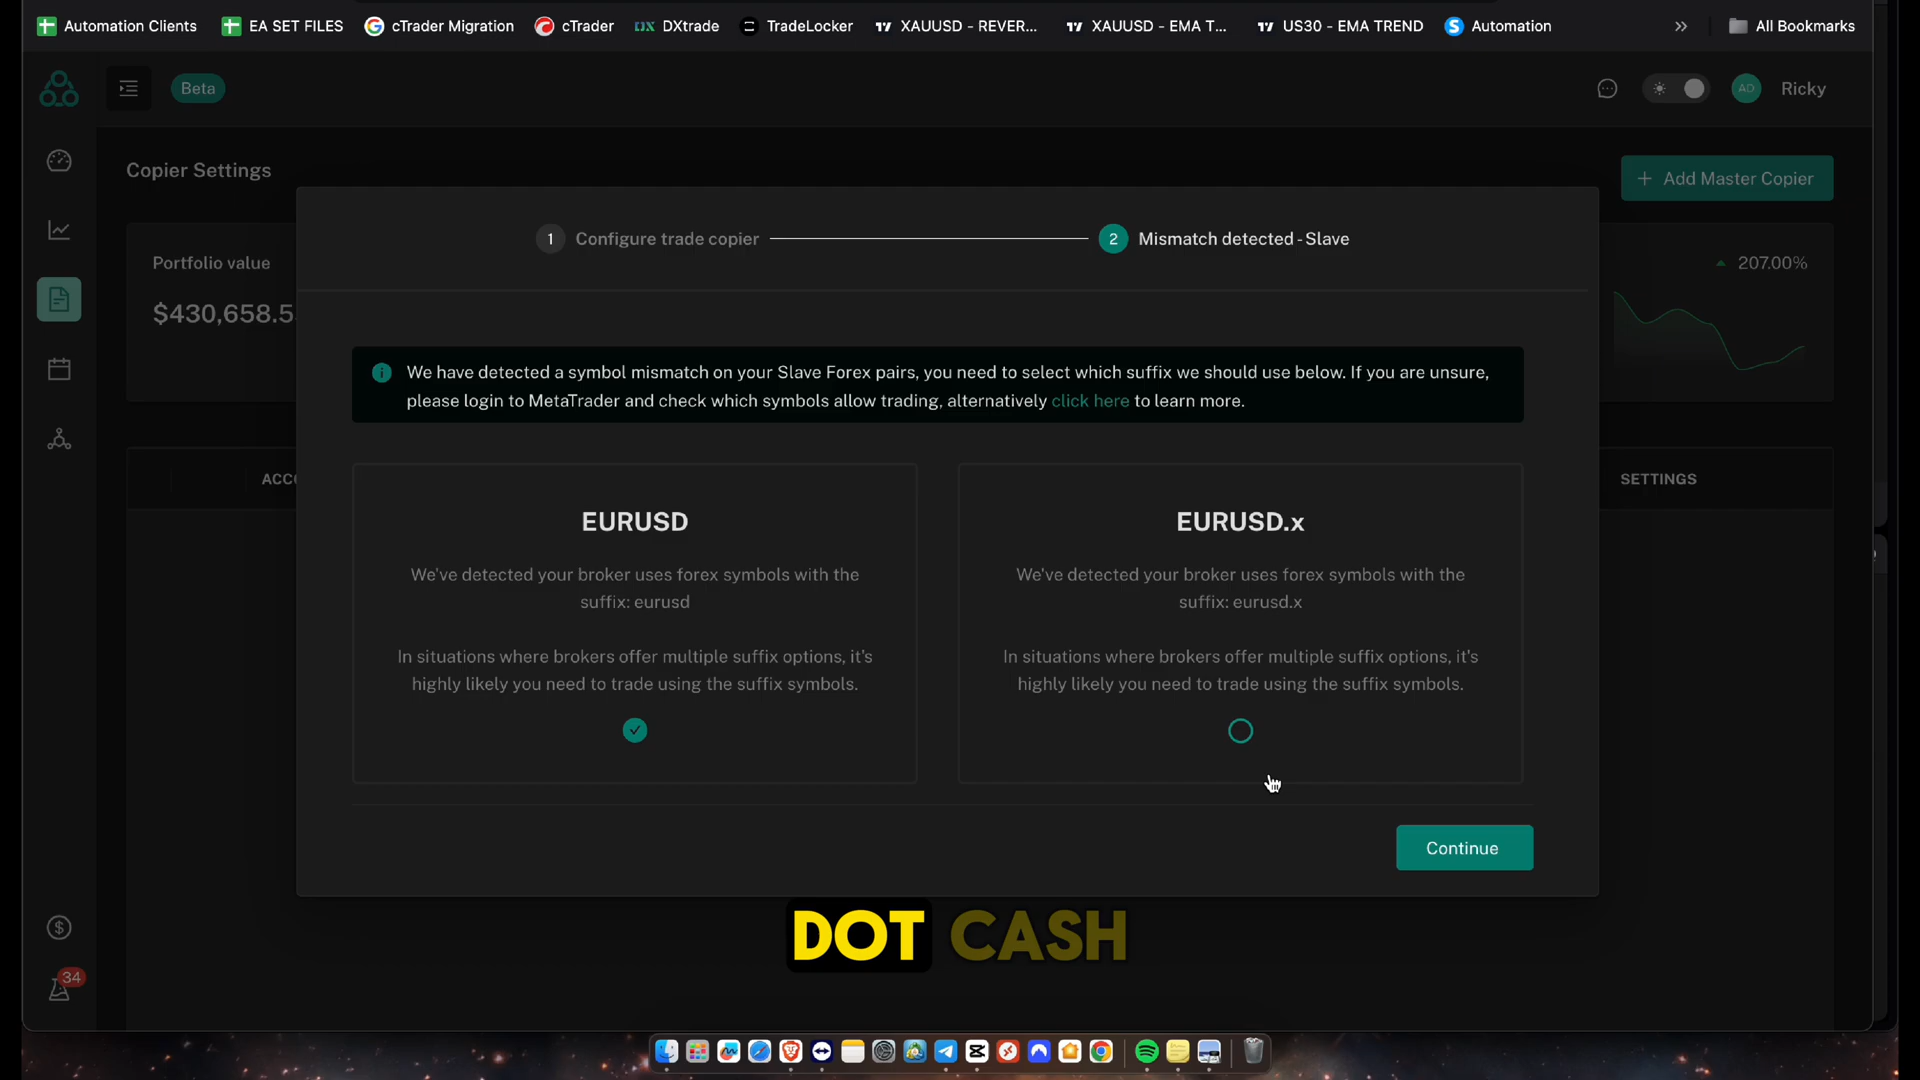 Automation Clients EA SET FILES cTrader Migration cTrader DXtrade TradeLocker XAUUSD - REVER... XAUUSD - EMA T... US30 - EMA TREND Automation » All Bookmarks
Beta AD Ricky
Copier Settings
+ Add Master Copier
1 Configure trade copier 2 Mismatch detected - Slave
Portfolio value
207.00%
$430,658.5
We have detected a symbol mismatch on your Slave Forex pairs, you need to select which suffix we should use below. If you are unsure,
please login to MetaTrader and check which symbols allow trading, alternatively click here to learn more.
ACC
SETTINGS
EURUSD
We've detected your broker uses forex symbols with the
suffix: eurusd
In situations where brokers offer multiple suffix options, it's
highly likely you need to trade using the suffix symbols.
EURUSD.x
We've detected your broker uses forex symbols with the
suffix: eurusd.x
In situations where brokers offer multiple suffix options, it's
highly likely you need to trade using the suffix symbols.
Continue
DOT CASH
34